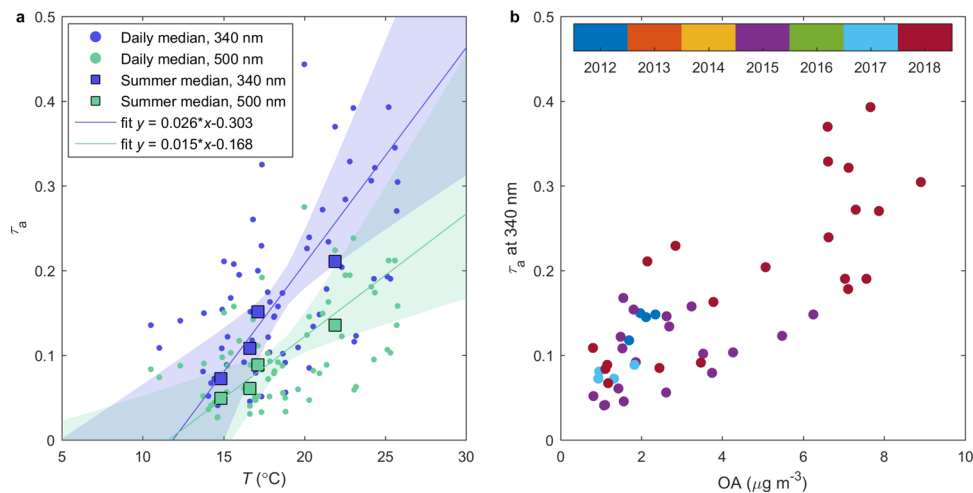 a
Daily median, 340 nm
Daily median, 500 nm
Summer median, 340 nm
Summer median, 500 nm
fit y = 0.026*x-0.303
fit y = 0.015*x-0.168
0.5
0.4
0.3
0.2
0.1
0
τa
5 10 15 20 25 30
T (°C)
b
2012 2013 2014 2015 2016 2017 2018
0.5
0.4
0.3
0.2
0.1
0
τa at 340 nm
0 2 4 6 8 10
OA (μg m-3)